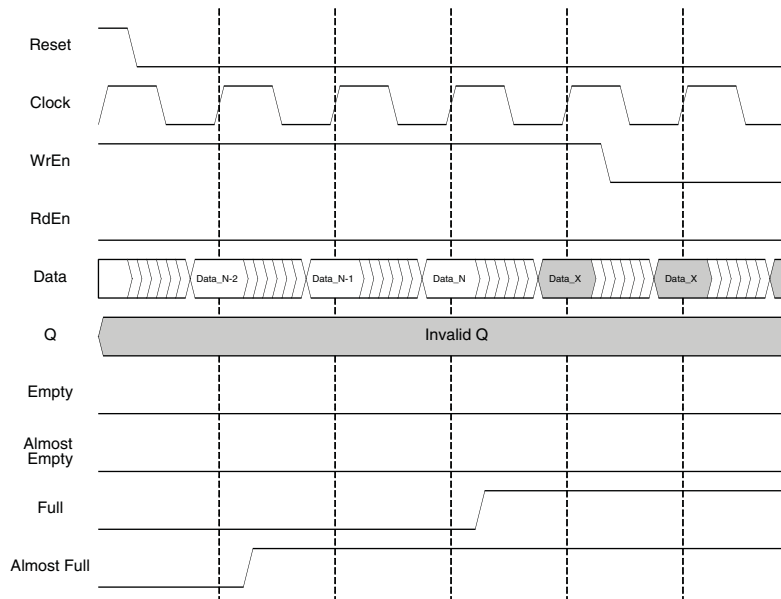 Reset
Clock
WrEn
RdEn
Data
Data_N-2
Data_N-1
Data_N
Data_X
Data_X
Q
Invalid Q
Empty
Almost
Empty
Full
Almost Full